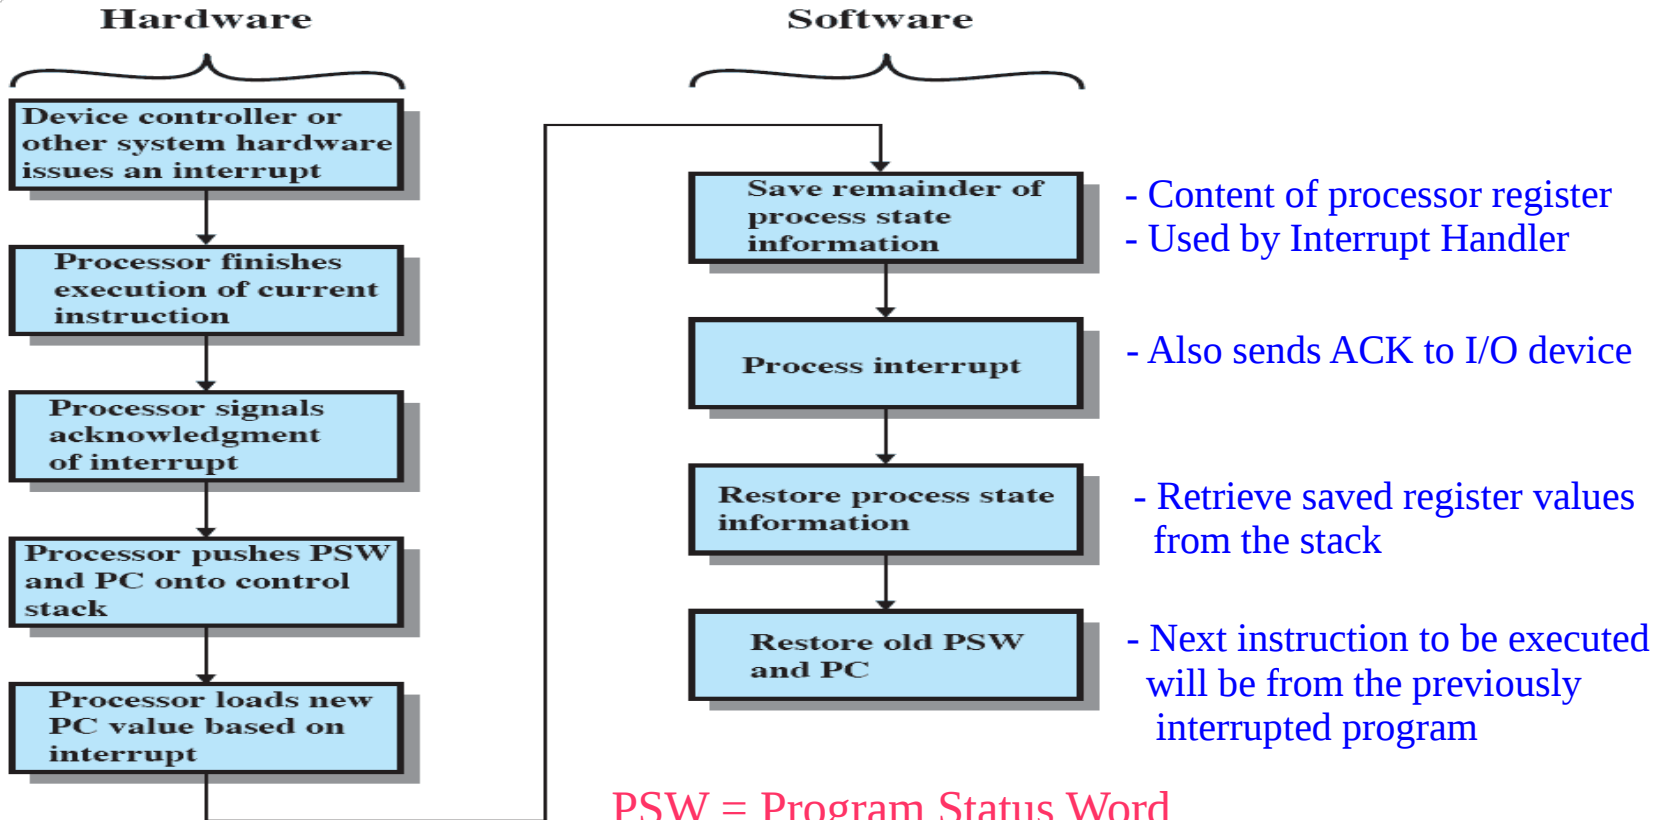 Hardware
Device controller or
other system hardware
issues an interrupt
Processor finishes
execution of current
instruction
Processor signals
acknowledgment
of interrupt
Processor pushes PSW
and PC onto control
stack
Processor loads new
PC value based on
interrupt
Software
Save remainder of
process state
information
- Content of processor register
- Used by Interrupt Handler
Process interrupt
- Also sends ACK to I/O device
Restore process state
information
- Retrieve saved register values
from the stack
Restore old PSW
and PC
- Next instruction to be executed
will be from the previously
interrupted program
PSW = Program Status Word